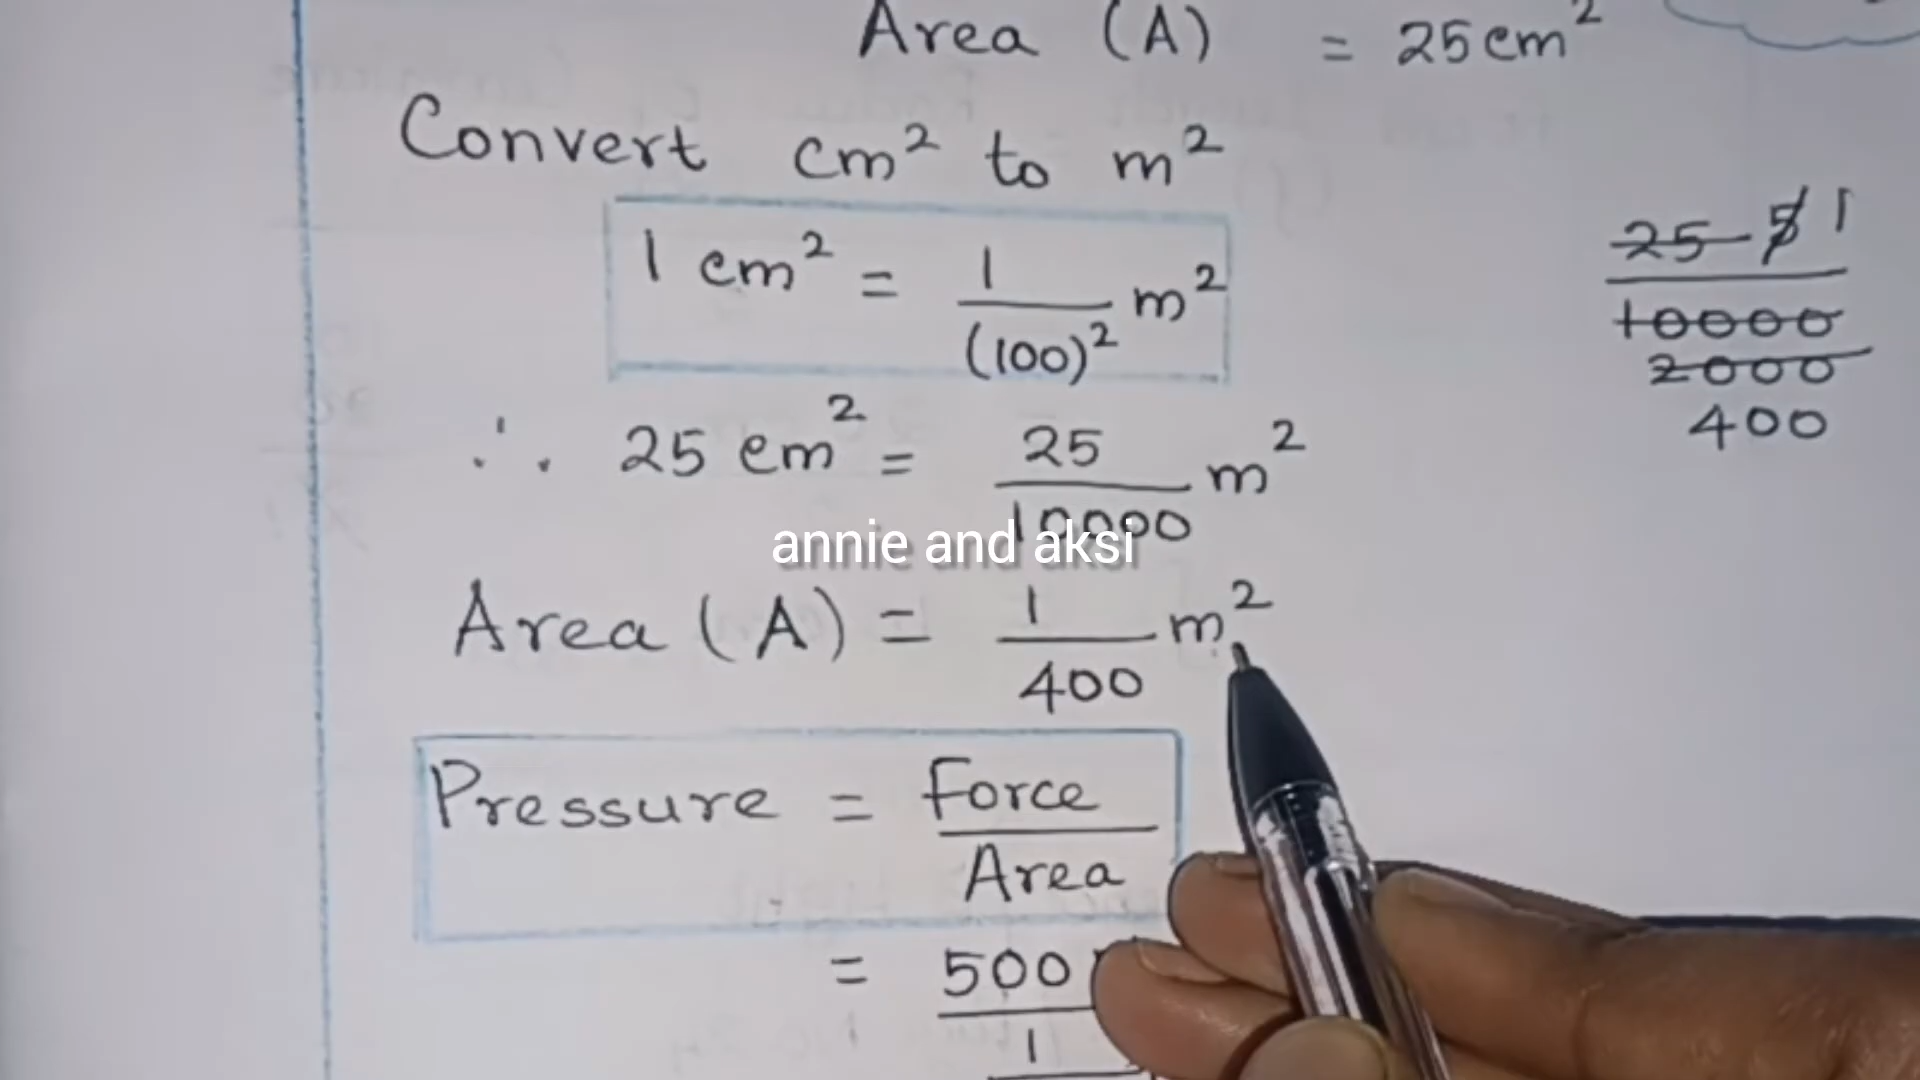 Area (A) = 25 cm²
Convert cm² to m²
1 cm² = 1/(100)² m²
∴ 25 cm² = 25/10000 m²
Area (A) = 1/400 m²
Pressure = Force/Area
= 500
1
25 5 1
10000
2000
400
annie and aksi